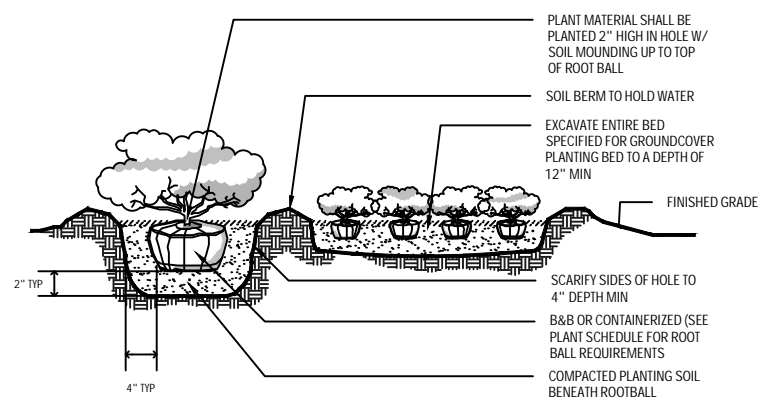 PLANT MATERIAL SHALL BE
PLANTED 2" HIGH IN HOLE W/
SOIL MOUNDING UP TO TOP
OF ROOT BALL
SOIL BERM TO HOLD WATER
EXCAVATE ENTIRE BED
SPECIFIED FOR GROUNDCOVER
PLANTING BED TO A DEPTH OF
12" MIN
FINISHED GRADE
SCARIFY SIDES OF HOLE TO
4" DEPTH MIN
B&B OR CONTAINERIZED (SEE
PLANT SCHEDULE FOR ROOT
BALL REQUIREMENTS
COMPACTED PLANTING SOIL
BENEATH ROOTBALL
2" TYP
4" TYP